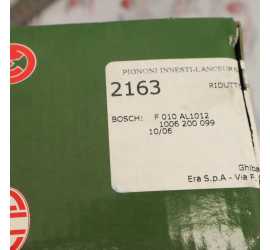 PIGNONI INNESTI-LANCEURS
2163
RIDUTT
BOSCH: F 010 AL1012
1006 200 099
10/06
Ghiba
Era S.p.A - Via F.